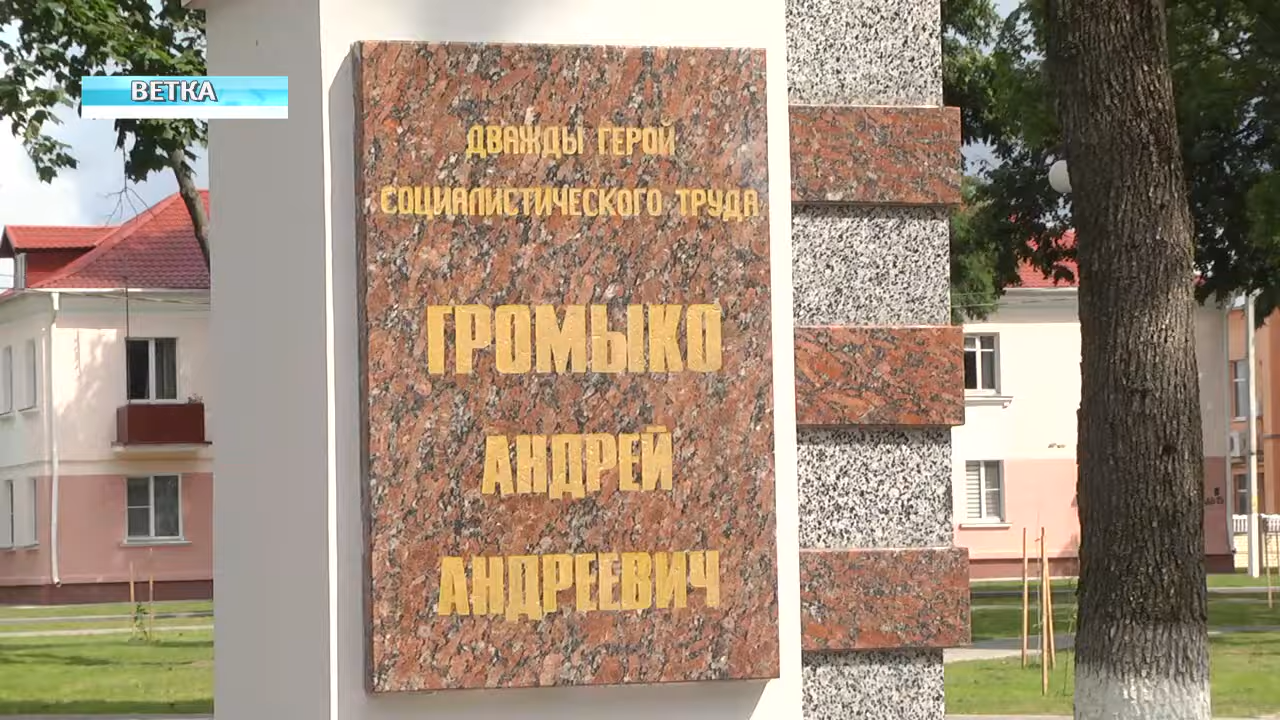 ВЕТКА
ДВАЖДЫ ГЕРОЙ
СОЦИАЛИСТИЧЕСКОГО ТРУДА
ГРОМЫКО
АНДРЕЙ
АНДРЕЕВИЧ